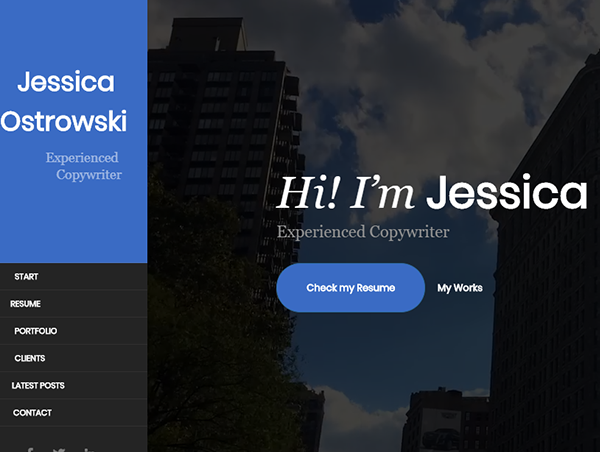 Jessica
Ostrowski
Experienced
Copywriter
START
RESUME
PORTFOLIO
CLIENTS
LATEST POSTS
CONTACT
Hi! I’m Jessica
Experienced Copywriter
Check my Resume My Works